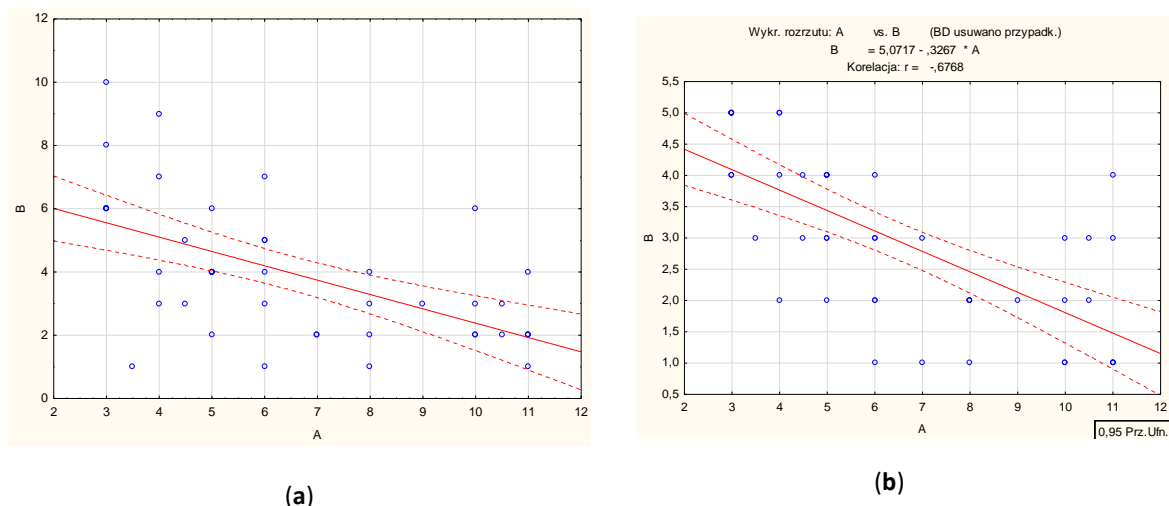 12
10
8
6
4
2
0
B
2 3 4 5 6 7 8 9 10 11 12
A
(a)
Wykr. rozrzutu: A vs. B (BD usuwano przypadk.)
B = 5,0717 - ,3267 * A
Korelacja: r = -,6768
5,5
5,0
4,5
4,0
3,5
3,0
2,5
2,0
1,5
1,0
0,5
B
2 3 4 5 6 7 8 9 10 11 12
A
0,95 Prz.Ufn.
(b)